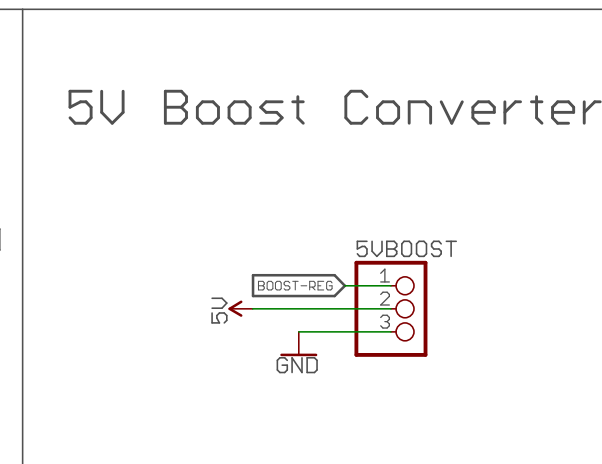 5V Boost Converter
5VBOOST
BOOST-REG 1
5V 2
3
GND